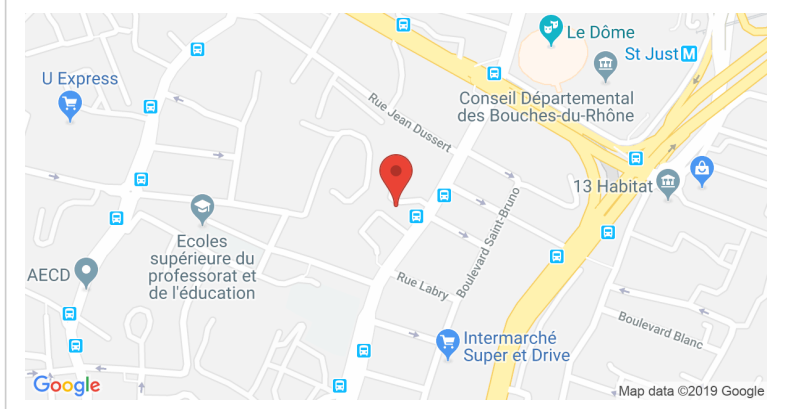 Le Dôme
St Just M
U Express
Conseil Départemental
des Bouches-du-Rhône
Rue Jean Dussert
13 Habitat
Boulevard Saint-Bruno
Ecoles
supérieure du
professorat et
de l'éducation
AECD
Rue Labry
Boulevard Blanc
Intermarché
Super et Drive
Google
Map data ©2019 Google